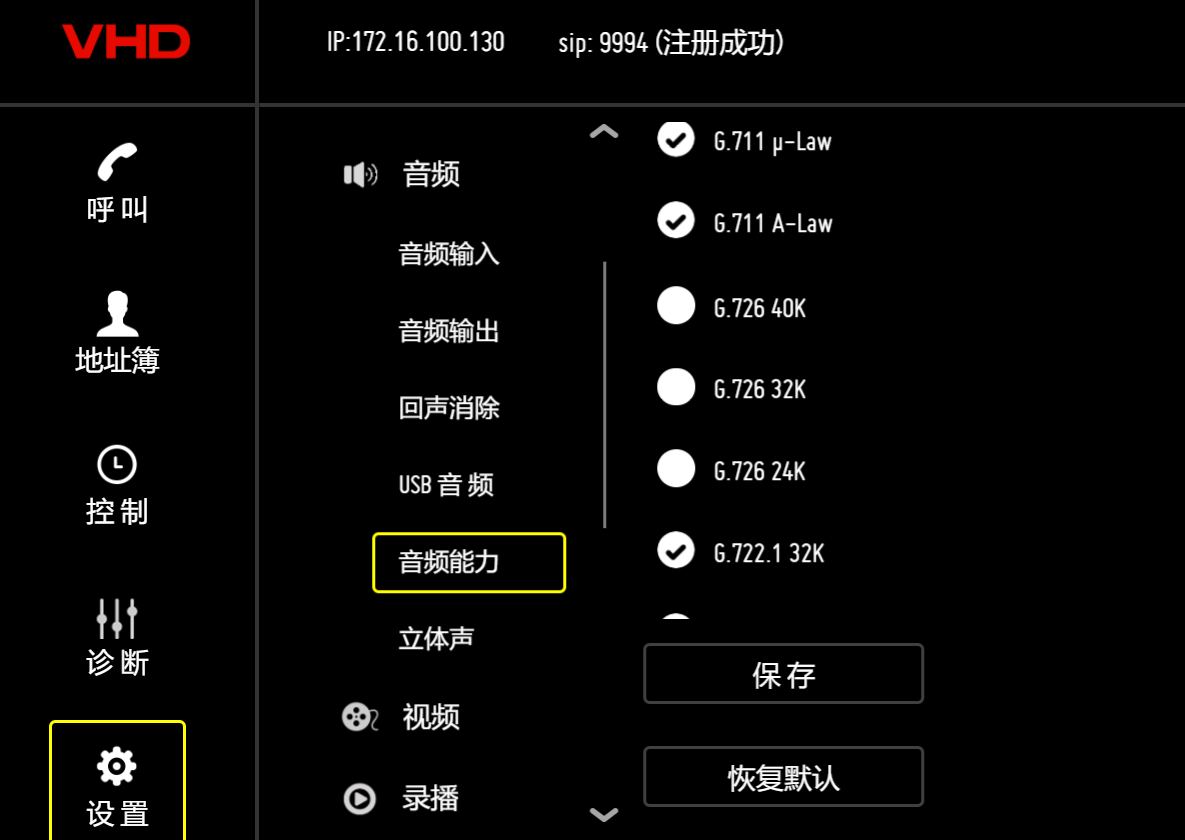 VHD
IP:172.16.100.130
sip: 9994 (注册成功)
呼叫
地址簿
控制
诊断
设置
音频
音频输入
音频输出
回声消除
USB 音频
音频能力
立体声
视频
录播
G.711 μ-Law
G.711 A-Law
G.726 40K
G.726 32K
G.726 24K
G.722.1 32K
保存
恢复默认